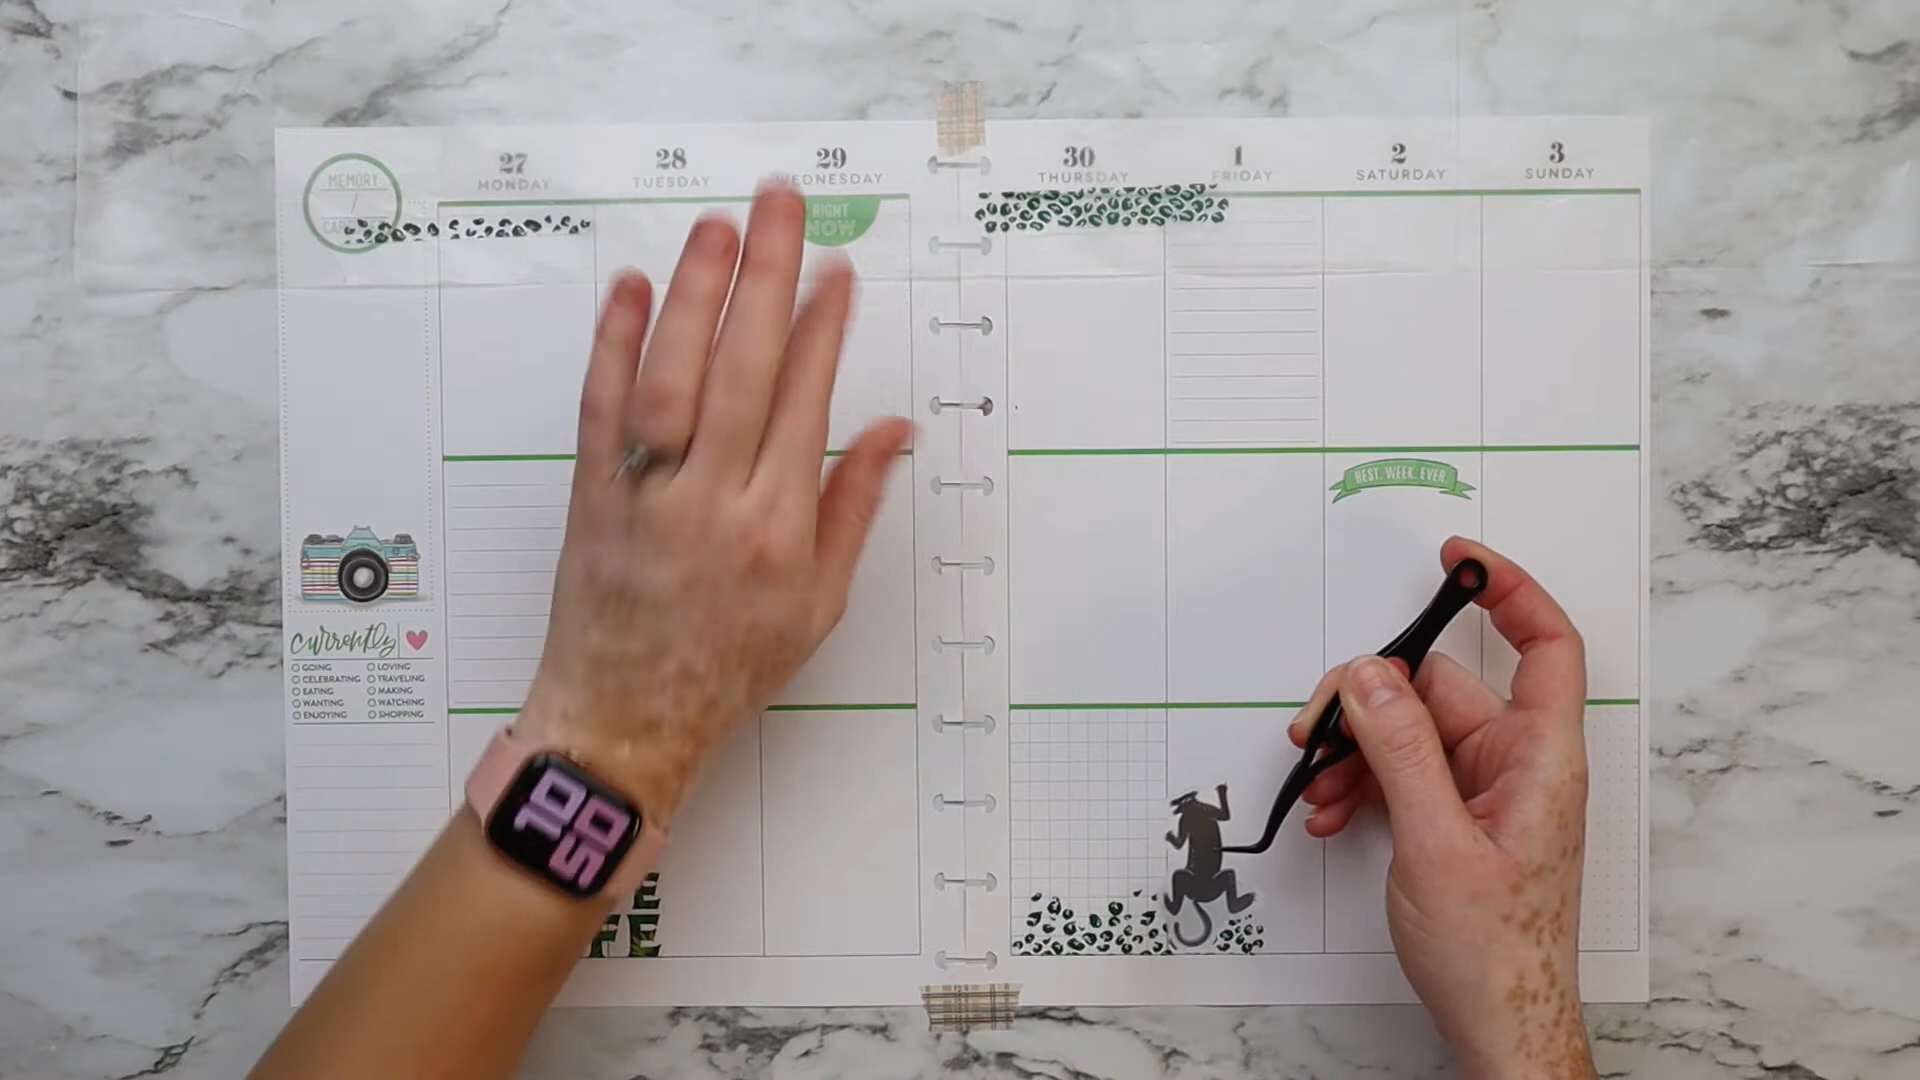 27
MONDAY
28
TUESDAY
29
WEDNESDAY
30
THURSDAY
1
FRIDAY
2
SATURDAY
3
SUNDAY
MEMORY
/
RIGHT
NOW
BEST. WEEK. EVER.
currently
GOING
LOVING
CELEBRATING
TRAVELING
EATING
MAKING
WANTING
WATCHING
ENJOYING
SHOPPING
10
50